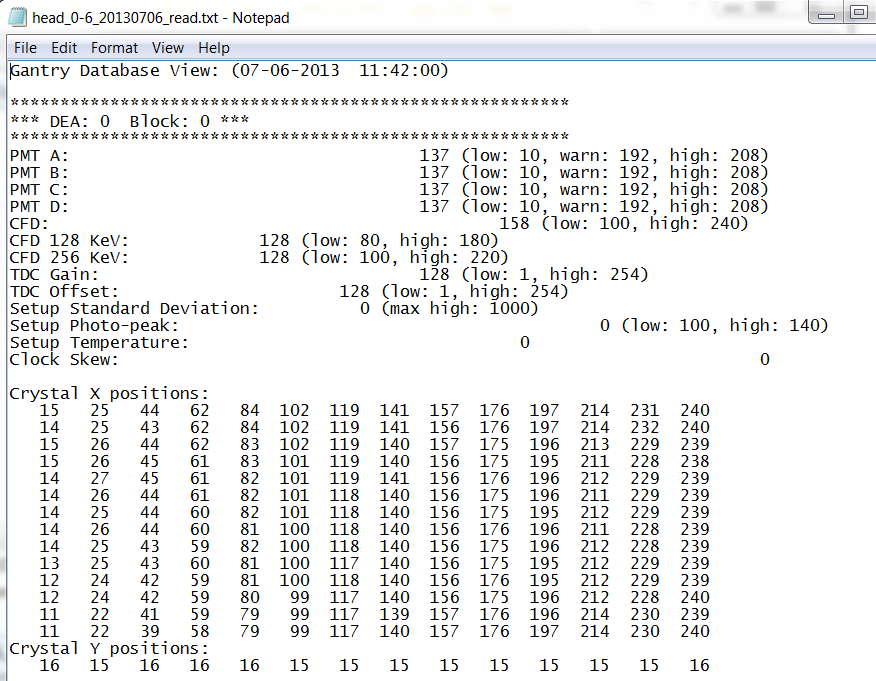 head_0-6_20130706_read.txt - Notepad
File Edit Format View Help
Gantry Database View: (07-06-2013  11:42:00)
********************************************************
*** DEA: 0  Block: 0 ***
********************************************************
PMT A: 137 (low: 10, warn: 192, high: 208)
PMT B: 137 (low: 10, warn: 192, high: 208)
PMT C: 137 (low: 10, warn: 192, high: 208)
PMT D: 137 (low: 10, warn: 192, high: 208)
CFD: 158 (low: 100, high: 240)
CFD 128 KeV: 128 (low: 80, high: 180)
CFD 256 KeV: 128 (low: 100, high: 220)
TDC Gain: 128 (low: 1, high: 254)
TDC Offset: 128 (low: 1, high: 254)
Setup Standard Deviation: 0 (max high: 1000)
Setup Photo-peak: 0 (low: 100, high: 140)
Setup Temperature: 0
Clock Skew: 0
Crystal X positions:
15 25 44 62 84 102 119 141 157 176 197 214 231 240
14 25 43 62 84 102 119 141 156 176 197 214 232 240
15 26 44 62 83 102 119 140 157 175 196 213 229 239
15 26 45 61 83 101 119 140 156 175 195 211 228 238
14 27 45 61 82 101 119 141 156 176 196 212 229 239
14 26 44 61 82 101 118 140 156 175 196 211 229 239
14 25 44 60 82 101 118 140 156 175 195 212 229 239
14 26 44 60 81 100 118 140 156 176 196 211 228 239
14 25 43 59 82 100 118 140 156 175 196 212 228 239
13 25 43 60 81 100 117 140 156 175 195 212 229 239
12 24 42 59 81 100 118 140 156 176 195 212 229 239
12 24 42 59 80 99 117 140 156 175 196 212 228 240
11 22 41 59 79 99 117 139 157 176 196 214 230 239
11 22 39 58 79 99 117 140 157 176 197 214 230 240
Crystal Y positions:
16 15 16 16 16 15 15 15 15 15 15 15 15 16